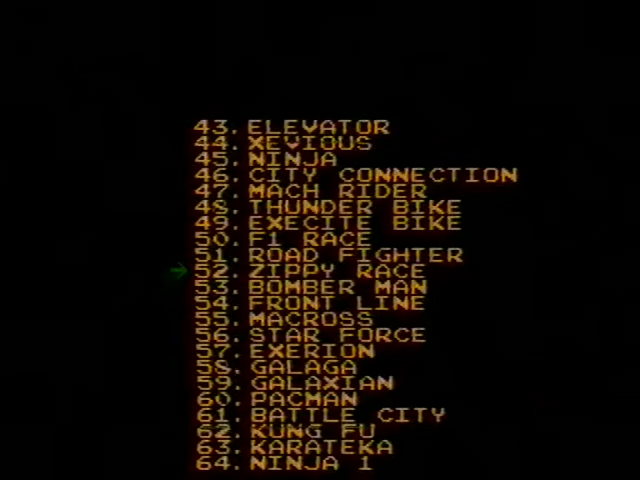 43. ELEVATOR
44. XEVIOUS
45. NINJA
46. CITY CONNECTION
47. MACH RIDER
48. THUNDER BIKE
49. EXECITE BIKE
50. F1 RACE
51. ROAD FIGHTER
52. ZIPPY RACE
53. BOMBER MAN
54. FRONT LINE
55. MACROSS
56. STAR FORCE
57. EXERION
58. GALAGA
59. GALAXIAN
60. PACMAN
61. BATTLE CITY
62. KUNG FU
63. KARATEKA
64. NINJA 1